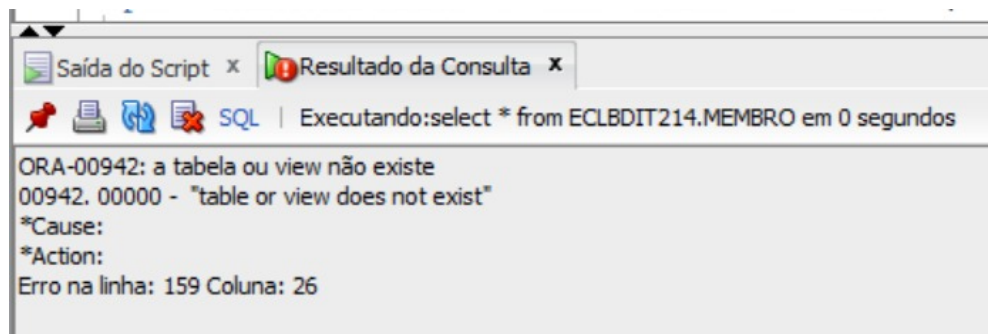 Saída do Script x Resultado da Consulta x
SQL | Executando:select * from ECLBDIT214.MEMBRO em 0 segundos
ORA-00942: a tabela ou view não existe
00942. 00000 - "table or view does not exist"
*Cause:
*Action:
Erro na linha: 159 Coluna: 26